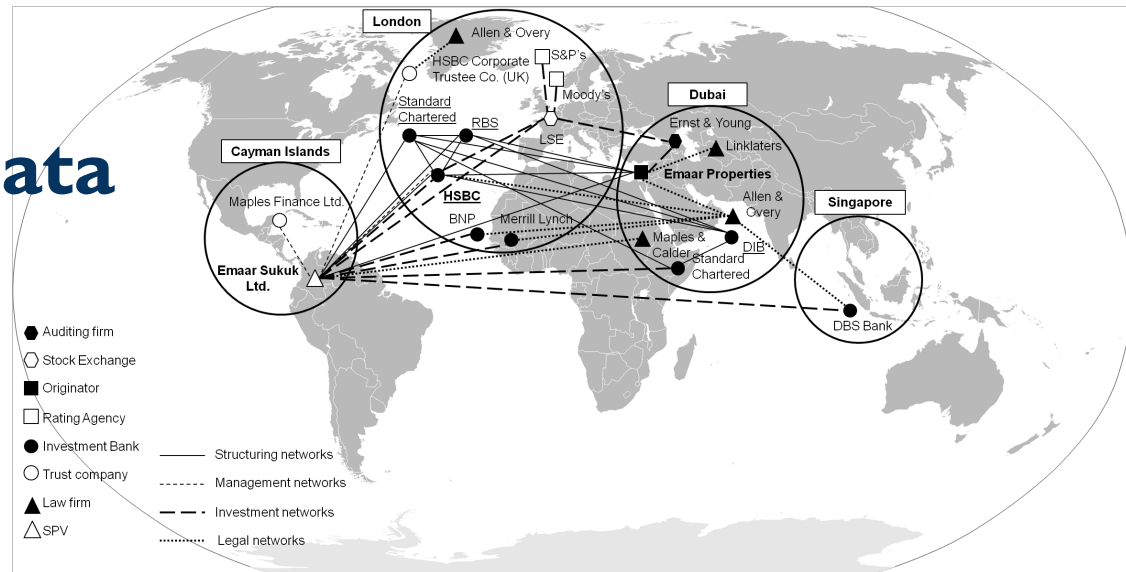 London
Allen & Overy
S&P's
HSBC Corporate
Trustee Co. (UK)
Moody's
Standard
Chartered
RBS
LSE
Dubai
Ernst & Young
Linklaters
Emaar Properties
ata
Cayman Islands
Maples Finance Ltd.
HSBC
BNP
Merrill Lynch
Allen &
Overy
Singapore
Maples &
Calder
DIB
Standard
Chartered
Emaar Sukuk
Ltd.
DBS Bank
Auditing firm
Stock Exchange
Originator
Rating Agency
Investment Bank
Trust company
Law firm
SPV
Structuring networks
Management networks
Investment networks
Legal networks